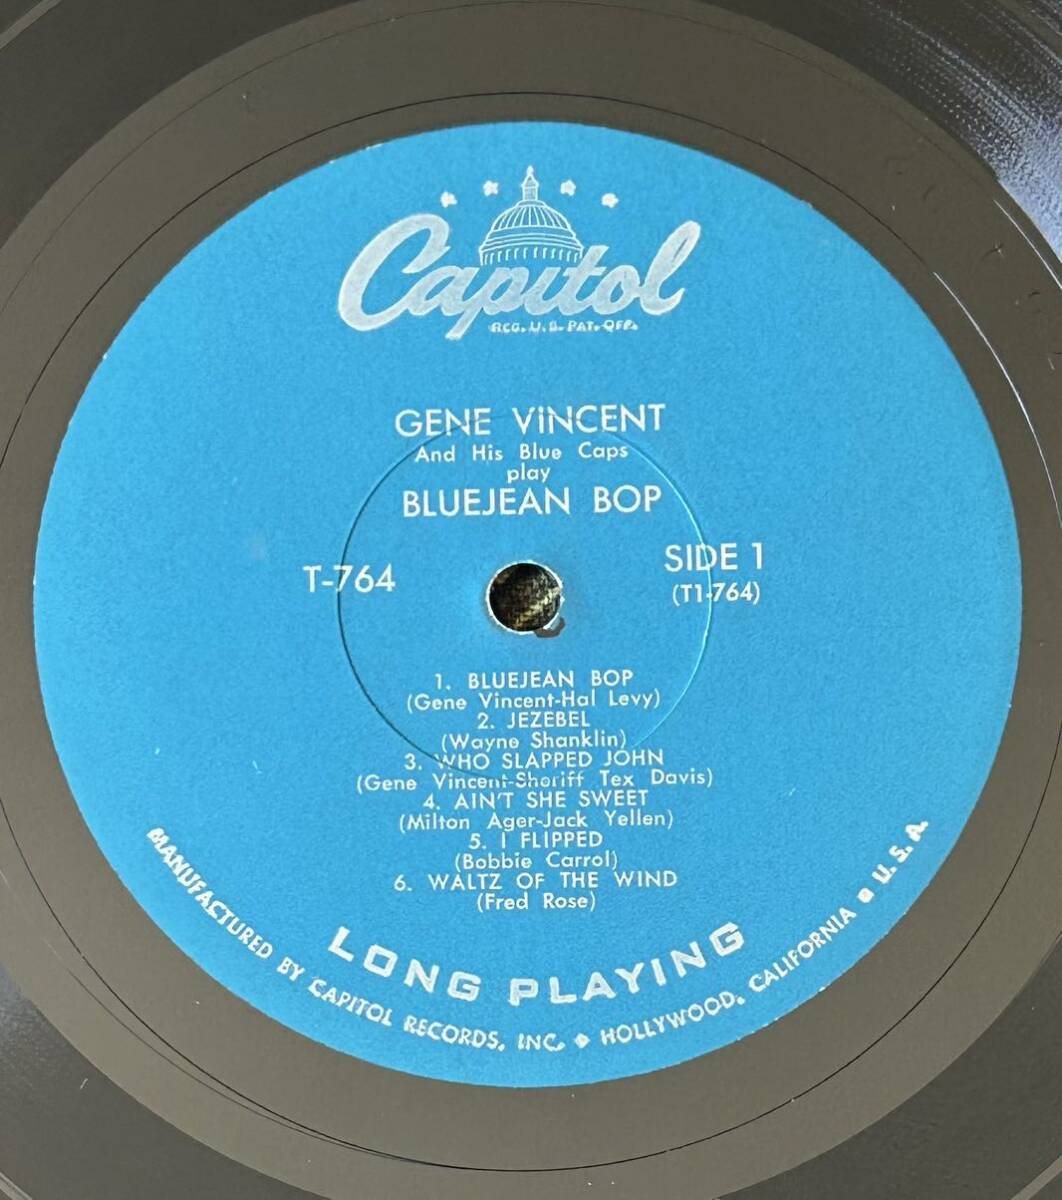 Capitol
REG. U.S. PAT. OFF.
GENE VINCENT
And His Blue Caps
play
BLUEJEAN BOP
T-764
SIDE 1
(T1-764)
1. BLUEJEAN BOP
(Gene Vincent-Hal Levy)
2. JEZEBEL
(Wayne Shanklin)
3. WHO SLAPPED JOHN
(Gene Vincent-Sheriff Tex Davis)
4. AIN'T SHE SWEET
(Milton Ager-Jack Yellen)
5. I FLIPPED
(Bobbie Carrol)
6. WALTZ OF THE WIND
(Fred Rose)
LONG PLAYING
MANUFACTURED BY CAPITOL RECORDS, INC. ◆ HOLLYWOOD, CALIFORNIA ● U.S.A.